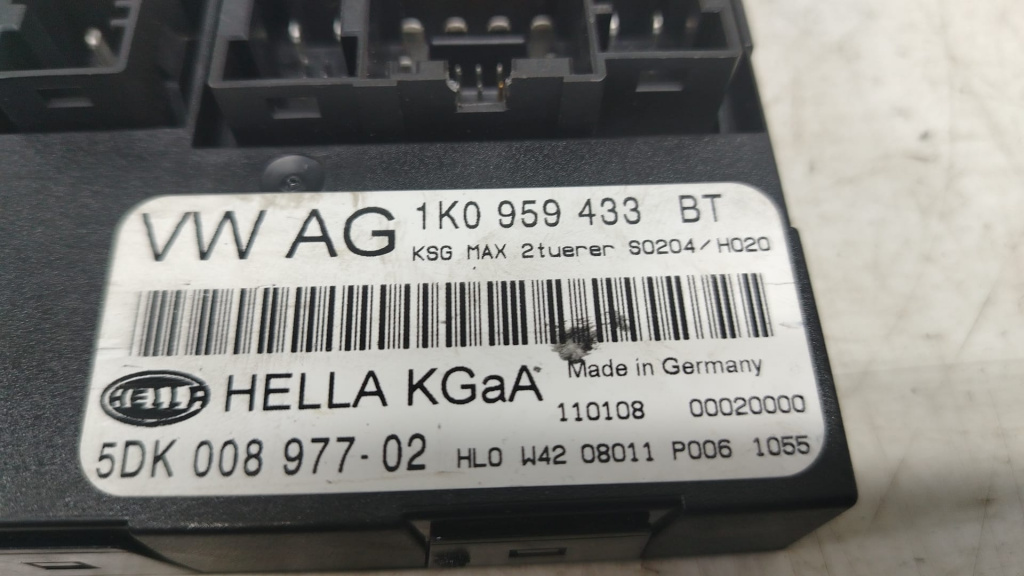 VW AG 1K0 959 433 BT
KSG MAX 2tuerer S0204/H020
HELLA HELLA KGaA Made in Germany
110108 00020000
5DK 008 977-02 HL0 W42 08011 P006 1055